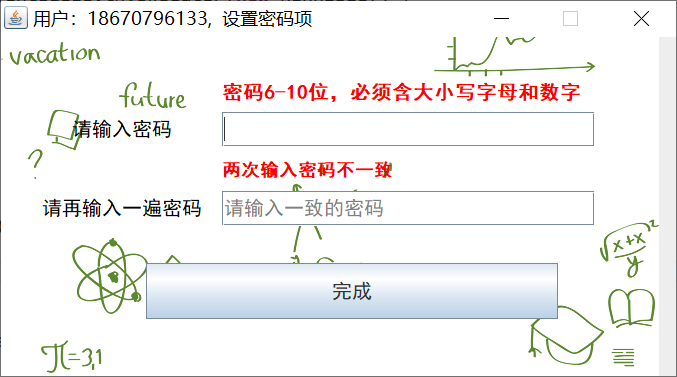 用户：18670796133, 设置密码项
vacation
future
密码6-10位，必须含大小写字母和数字
请输入密码
?
两次输入密码不一致
请再输入一遍密码
请输入一致的密码
√x+x²
y
完成
π=3,1